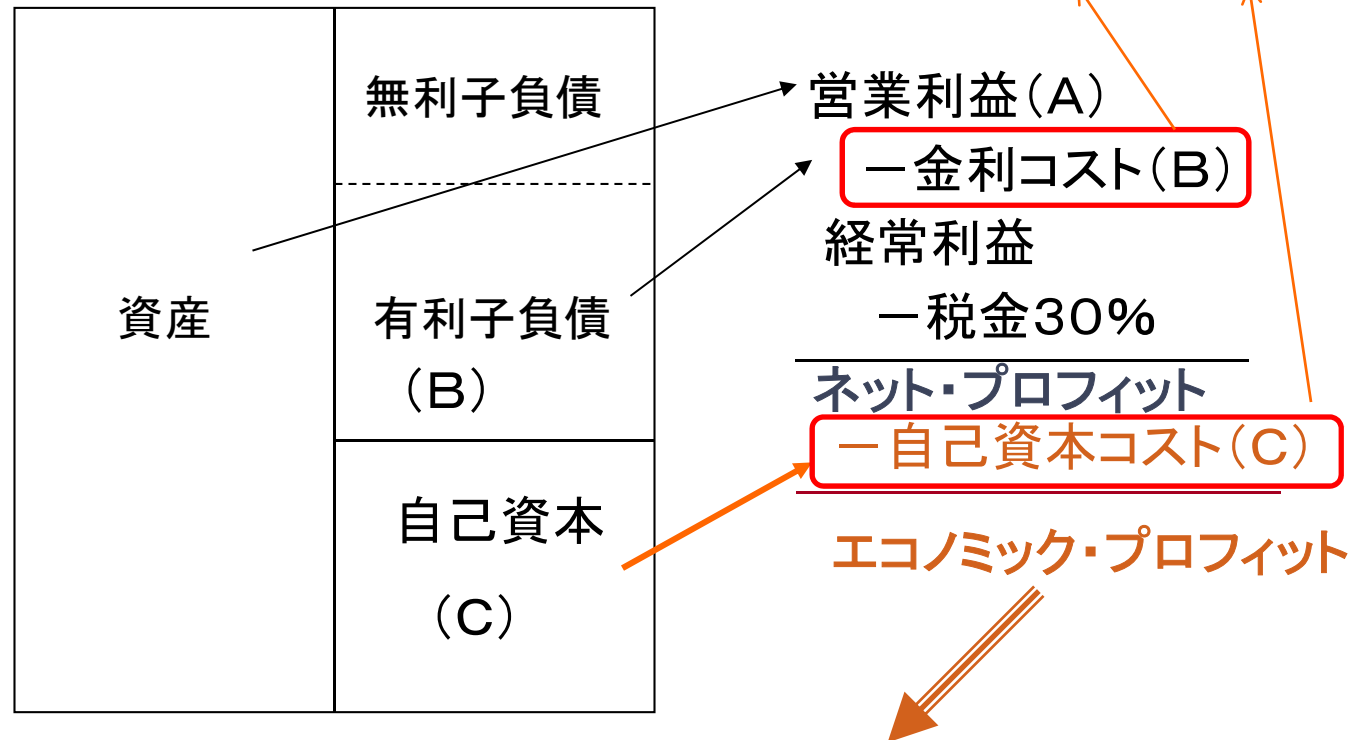 資産
無利子負債
有利子負債
（Ｂ）
自己資本
（Ｃ）
営業利益（Ａ）
－金利コスト（Ｂ）
経常利益
－税金３０％
ネット・プロフィット
－自己資本コスト（Ｃ）
エコノミック・プロフィット